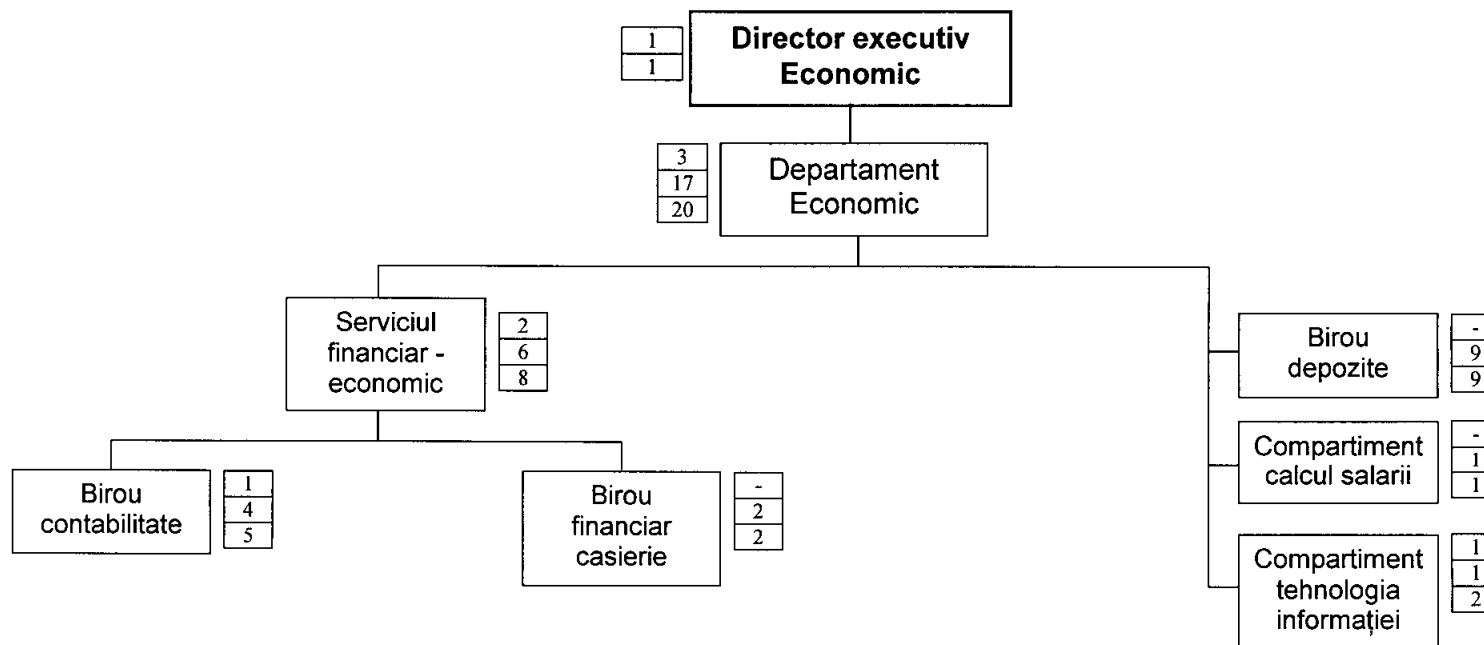 1
1
Director executiv
Economic
3
17
20
Departament
Economic
Serviciul
financiar -
economic
2
6
8
Birou
depozite
-
9
9
Birou
contabilitate
1
4
5
Birou
financiar
casierie
-
2
2
Compartiment
calcul salarii
-
1
1
Compartiment
tehnologia
informației
1
1
2